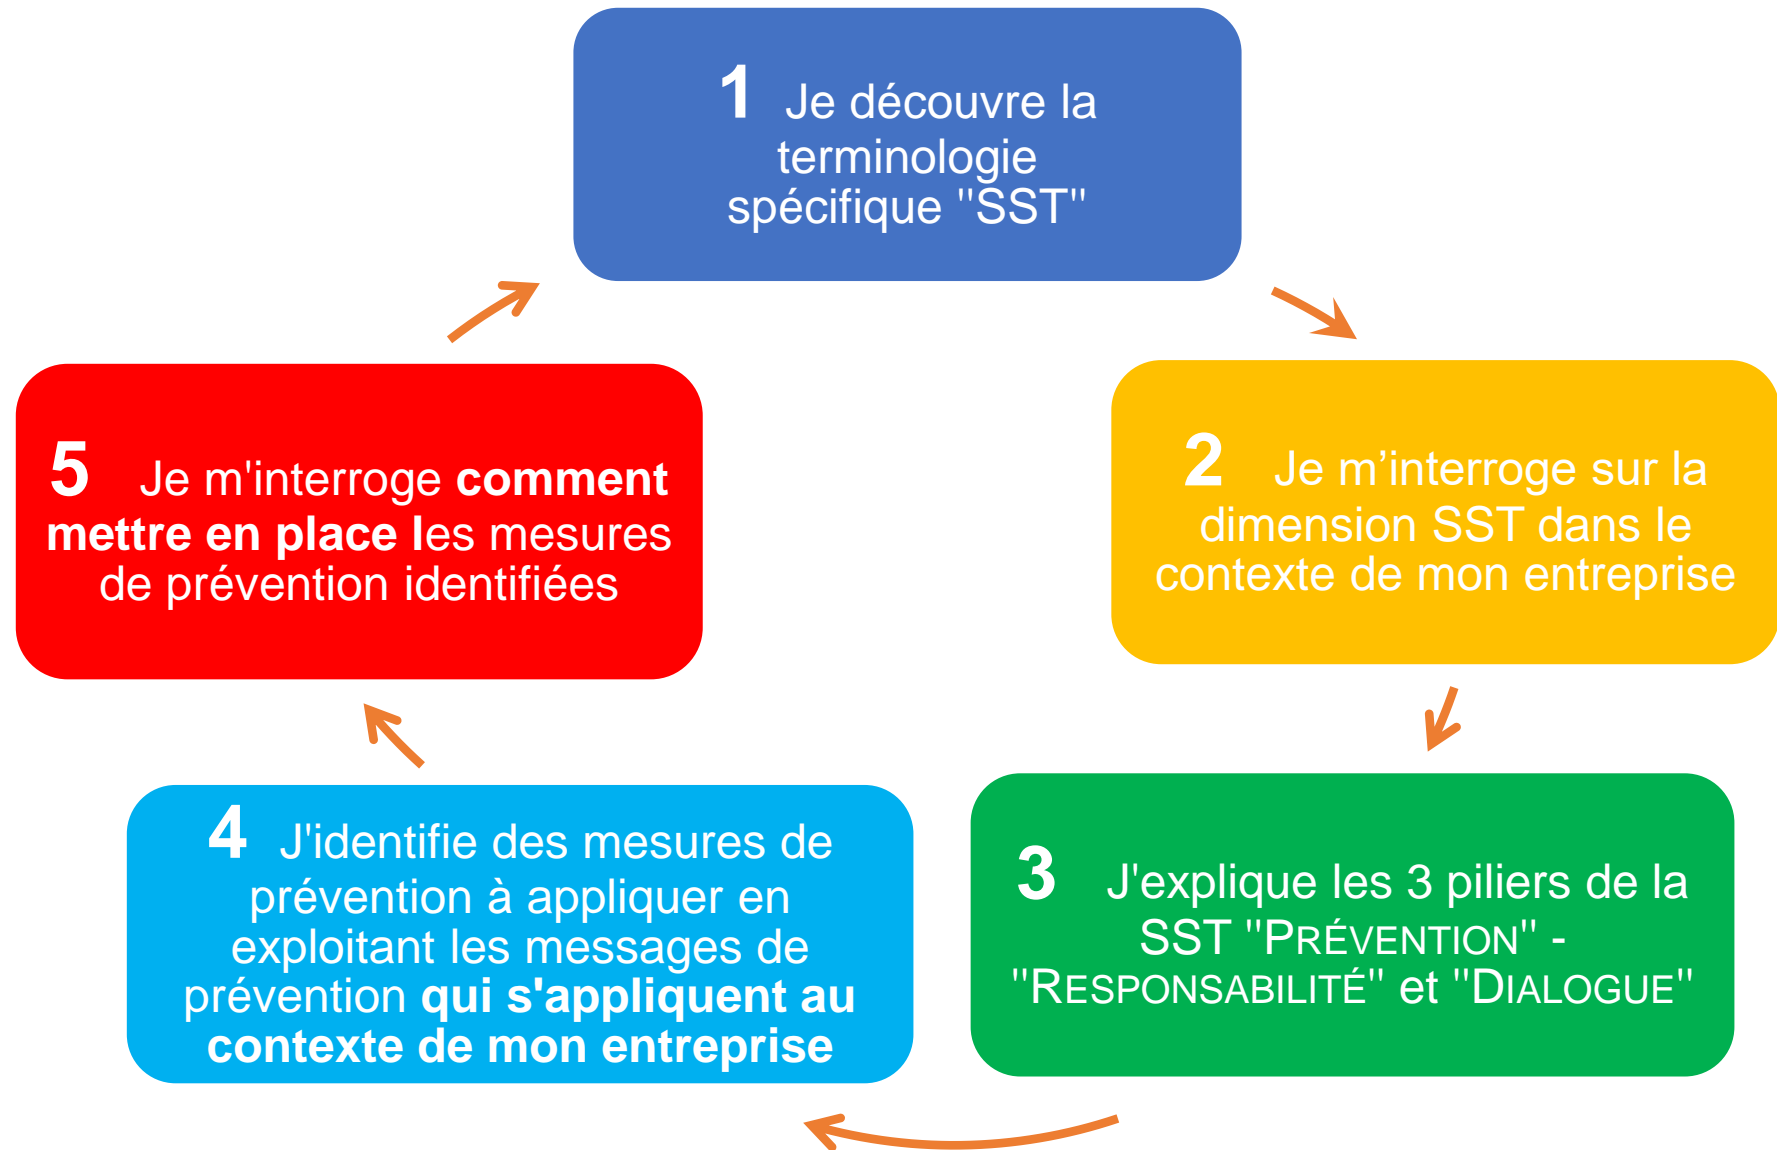 1 Je découvre la
terminologie
spécifique "SST"
2 Je m’interroge sur la
dimension SST dans le
contexte de mon entreprise
3 J'explique les 3 piliers de la
SST "PRÉVENTION" -
"RESPONSABILITÉ" et "DIALOGUE"
4 J'identifie des mesures de
prévention à appliquer en
exploitant les messages de
prévention qui s'appliquent au
contexte de mon entreprise
5 Je m'interroge comment
mettre en place les mesures
de prévention identifiées